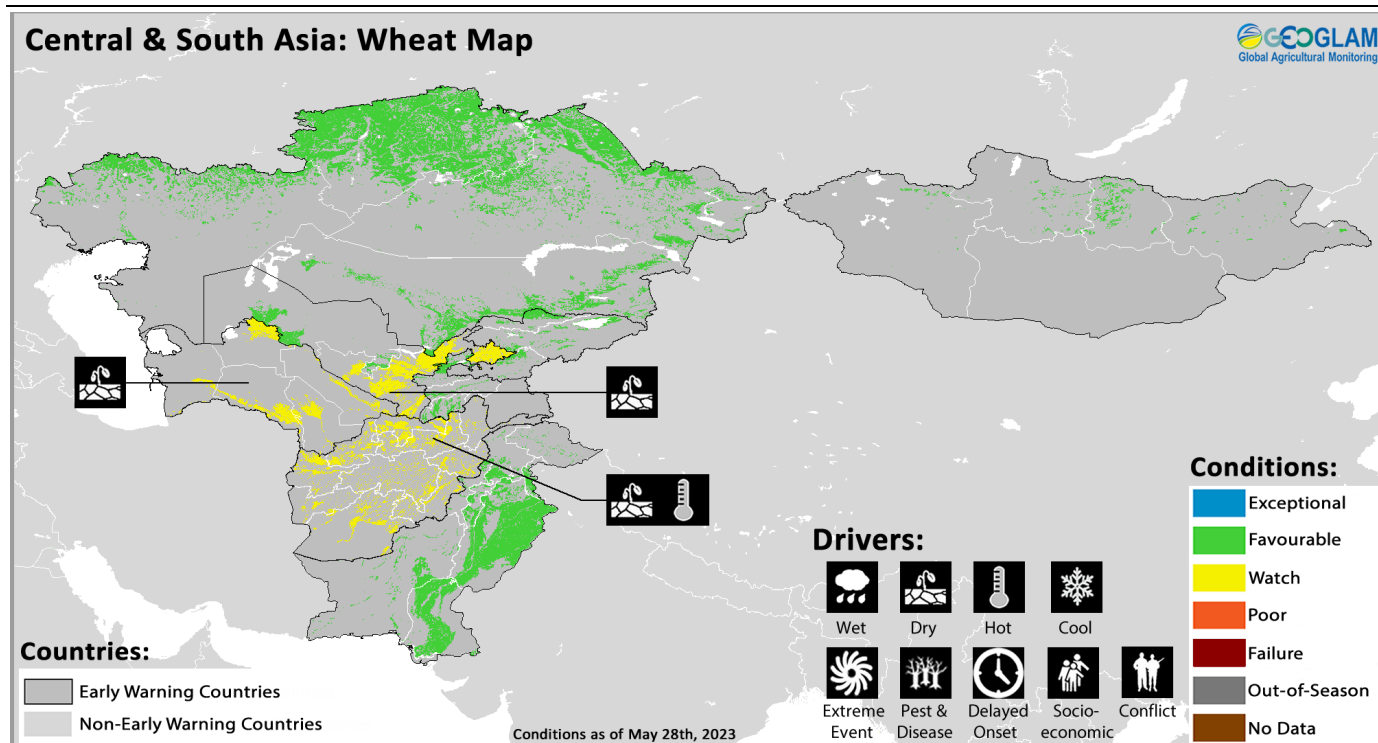 Central & South Asia: Wheat Map
GEOGLAM
Global Agricultural Monitoring
Countries:
Early Warning Countries
Non-Early Warning Countries
Conditions as of May 28th, 2023
Drivers:
Wet
Dry
Hot
Cool
Extreme
Event
Pest &
Disease
Delayed
Onset
Socio-
economic
Conflict
Conditions:
Exceptional
Favourable
Watch
Poor
Failure
Out-of-Season
No Data